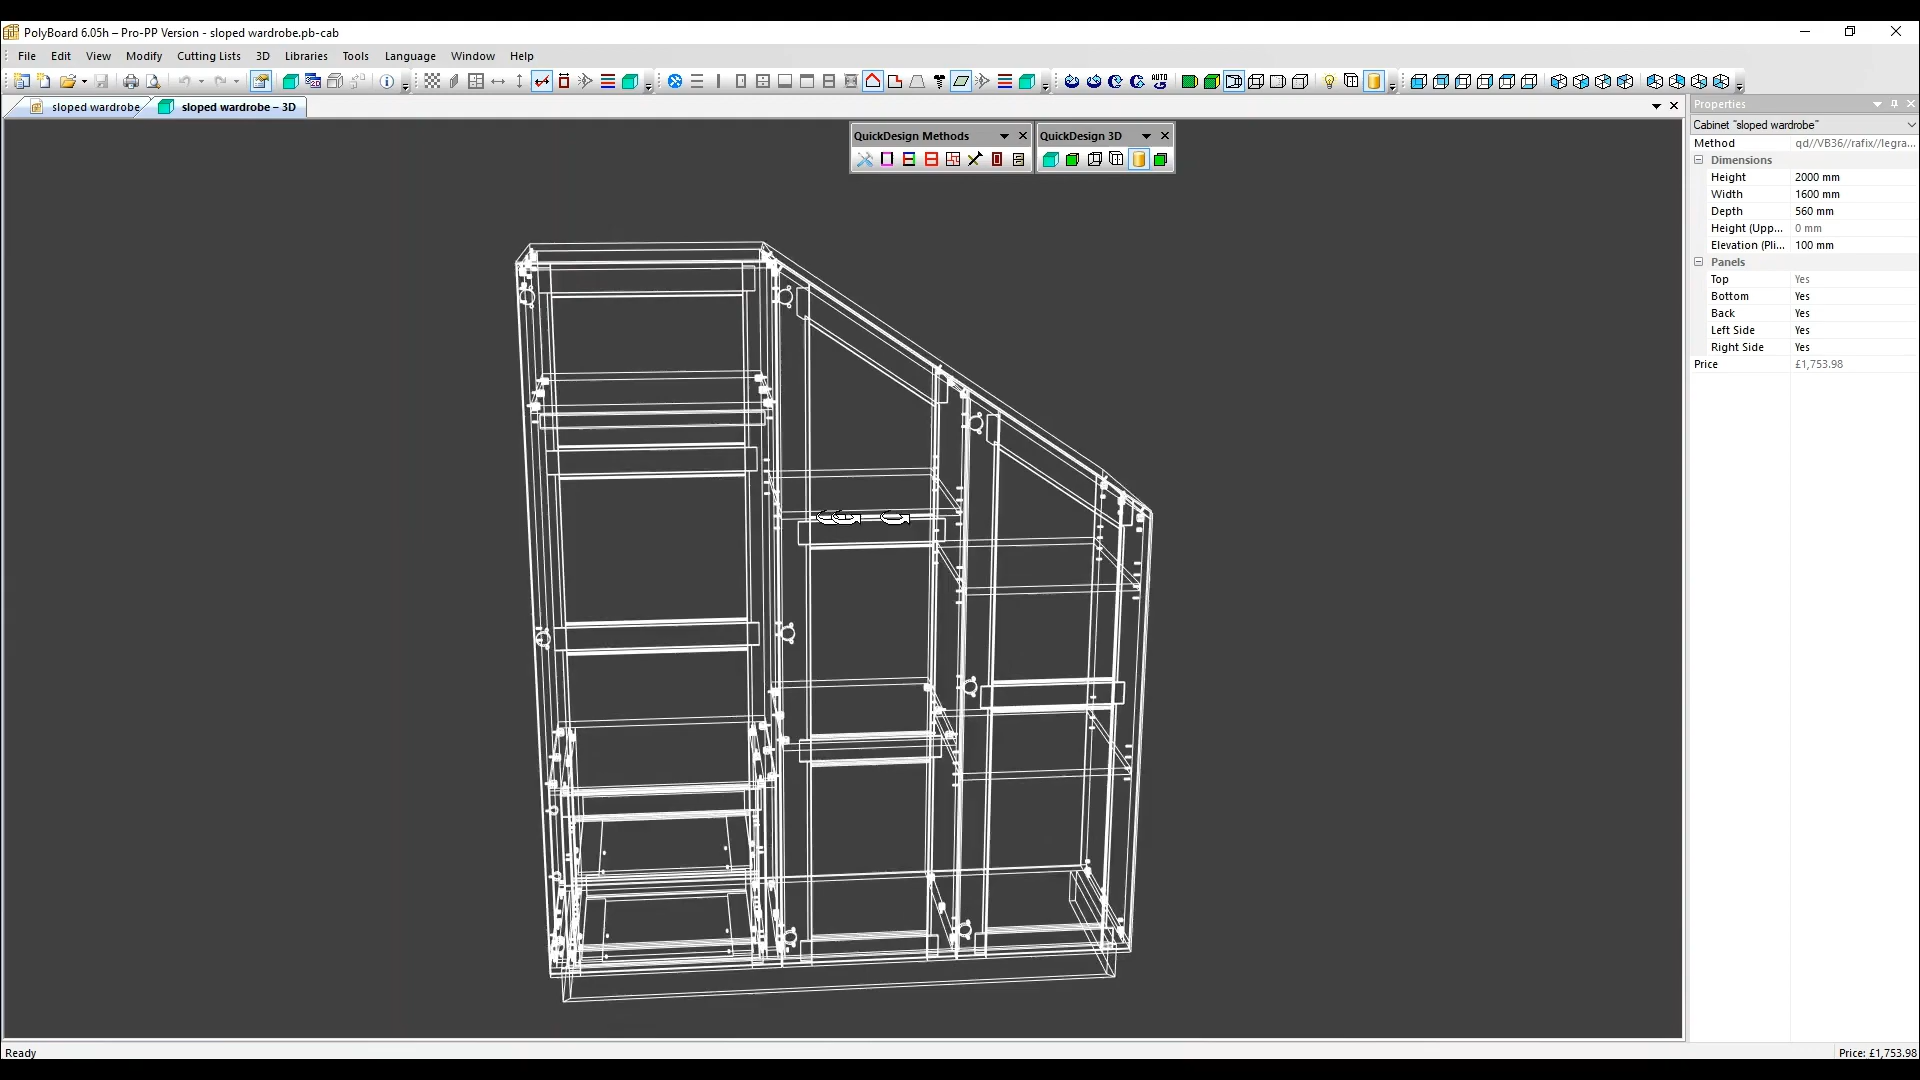 PolyBoard 6.05h – Pro-PP Version - sloped wardrobe.pb-cab
File Edit View Modify Cutting Lists 3D Libraries Tools Language Window Help
AUTO
sloped wardrobe sloped wardrobe – 3D
QuickDesign Methods QuickDesign 3D
Properties
Cabinet "sloped wardrobe"
Method qd//VB36//rafix//legra...
Dimensions
Height 2000 mm
Width 1600 mm
Depth 560 mm
Height (Upp... 0 mm
Elevation (Pli... 100 mm
Panels
Top Yes
Bottom Yes
Back Yes
Left Side Yes
Right Side Yes
Price £1,753.98
Ready Price: £1,753.98